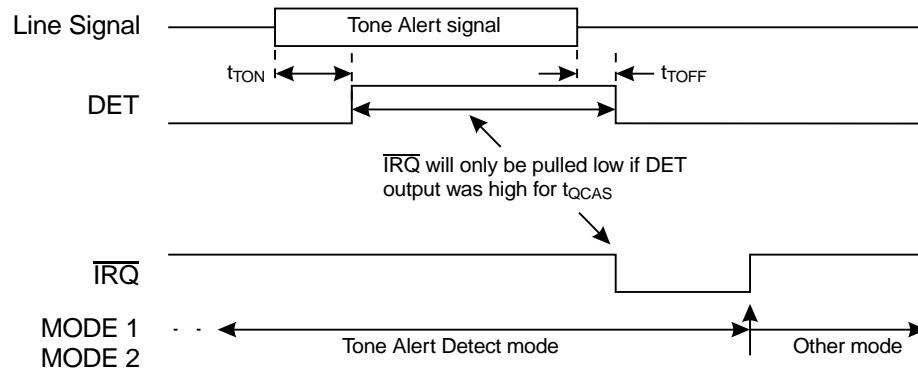 Line Signal
Tone Alert signal
tTON
tTOFF
DET
IRQ will only be pulled low if DET
output was high for tQCAS
IRQ
MODE 1
MODE 2
Tone Alert Detect mode
Other mode